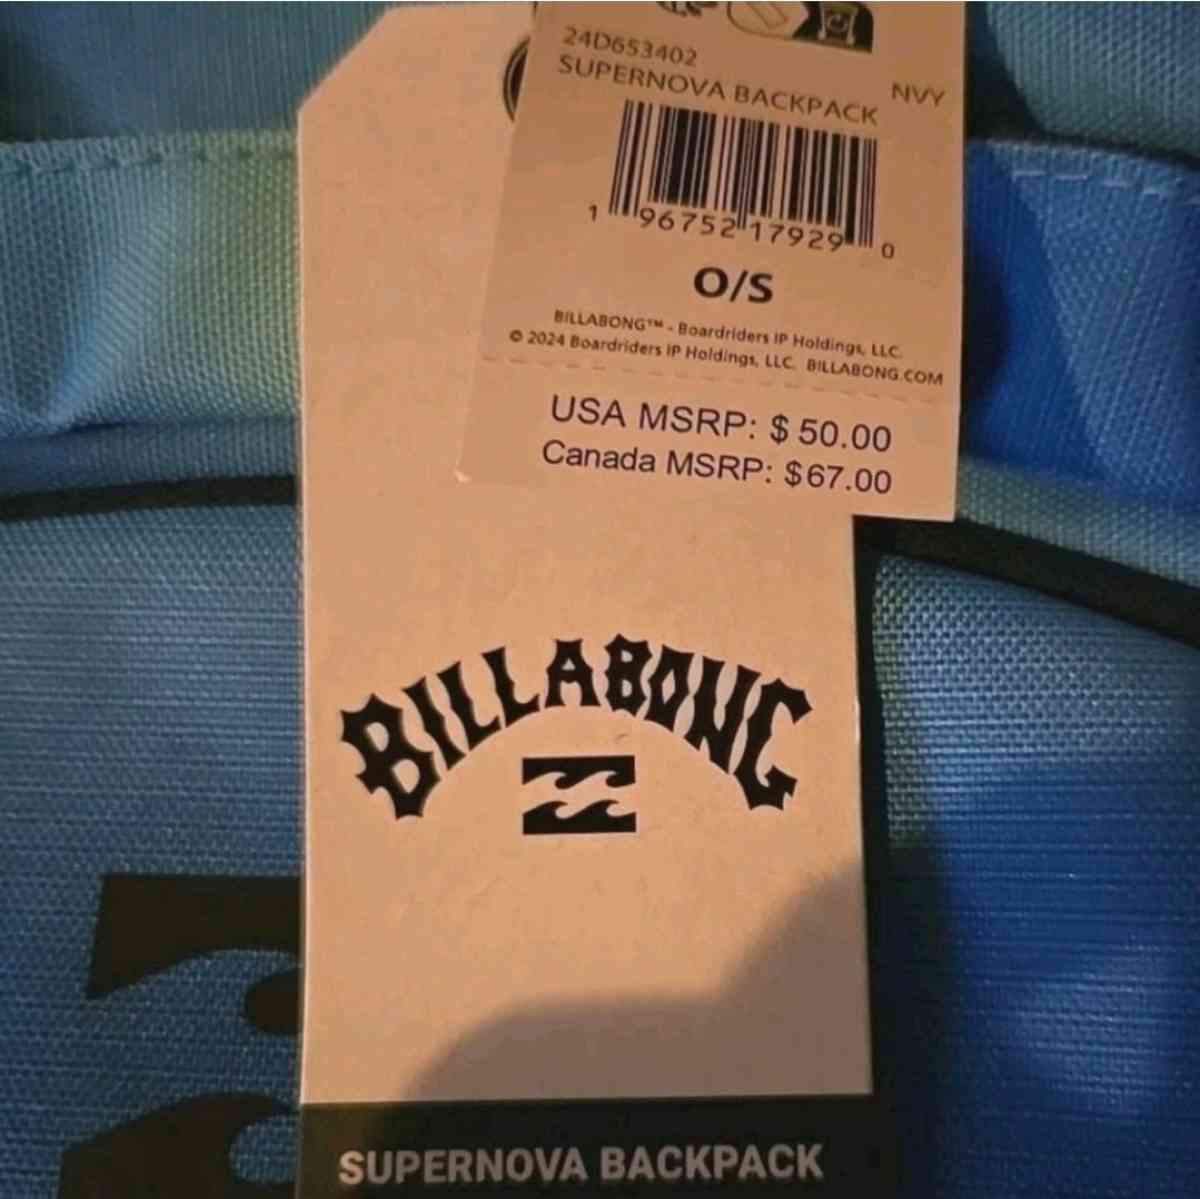 24D653402
SUPERNOVA BACKPACK NVY
1 96752 17929 0
O/S
BILLABONG™ - Boardriders IP Holdings, LLC.
© 2024 Boardriders IP Holdings, LLC. BILLABONG.COM
USA MSRP: $ 50.00
Canada MSRP: $67.00
BILLABONG
SUPERNOVA BACKPACK